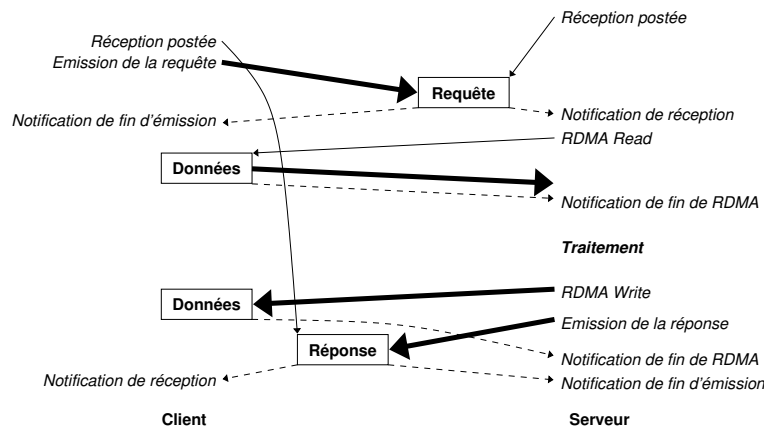 Réception postée
Réception postée
Emission de la requête
Requête
Notification de fin d'émission
Notification de réception
RDMA Read
Données
Notification de fin de RDMA
Traitement
Données
RDMA Write
Emission de la réponse
Réponse
Notification de fin de RDMA
Notification de réception
Notification de fin d'émission
Client
Serveur